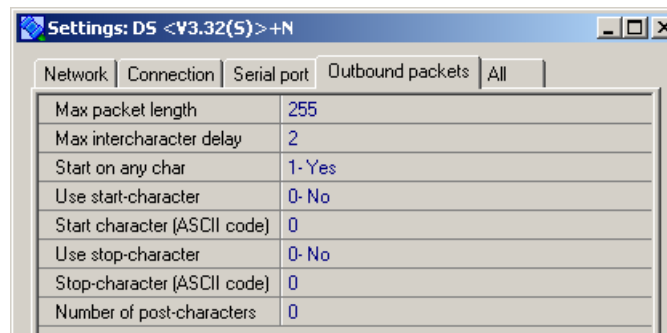 Settings: DS <V3.32(S)>+N
Network Connection Serial port Outbound packets All
Max packet length 255
Max intercharacter delay 2
Start on any char 1- Yes
Use start-character 0- No
Start character (ASCII code) 0
Use stop-character 0- No
Stop-character (ASCII code) 0
Number of post-characters 0